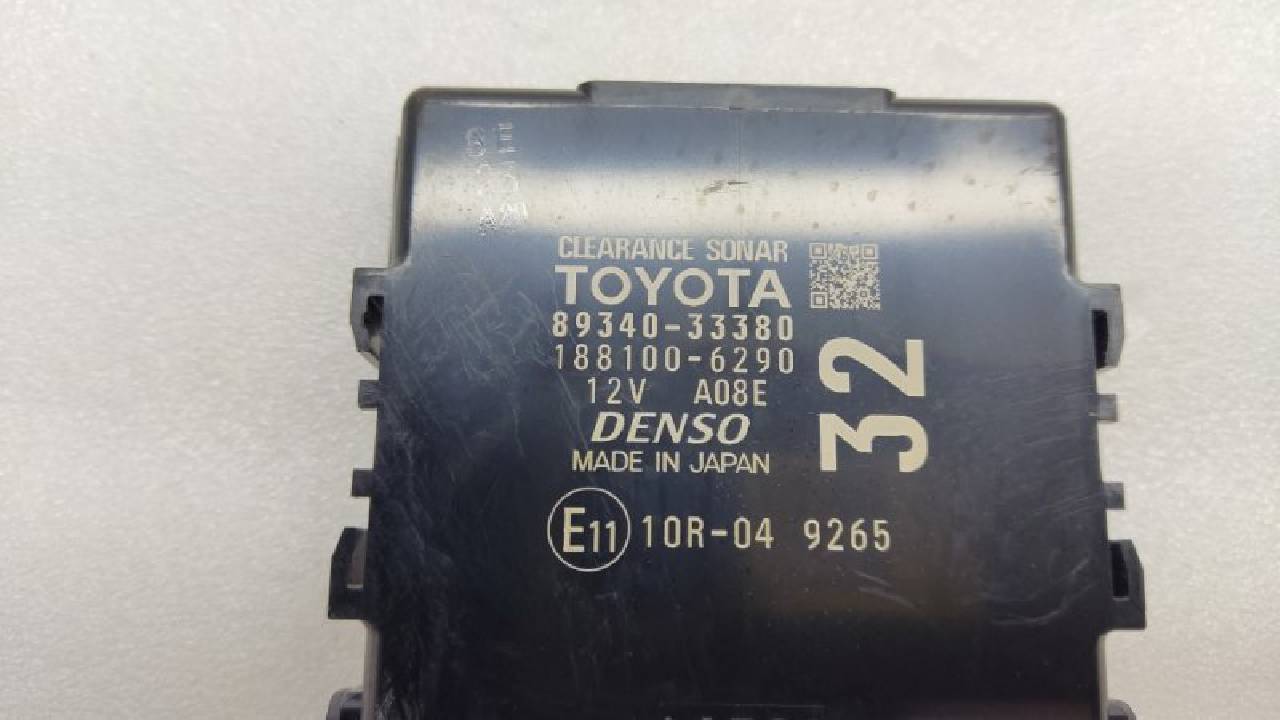 CLEARANCE SONAR
TOYOTA
89340-33380
188100-6290
12V A08E
DENSO
MADE IN JAPAN
32
E11 10R-04 9265